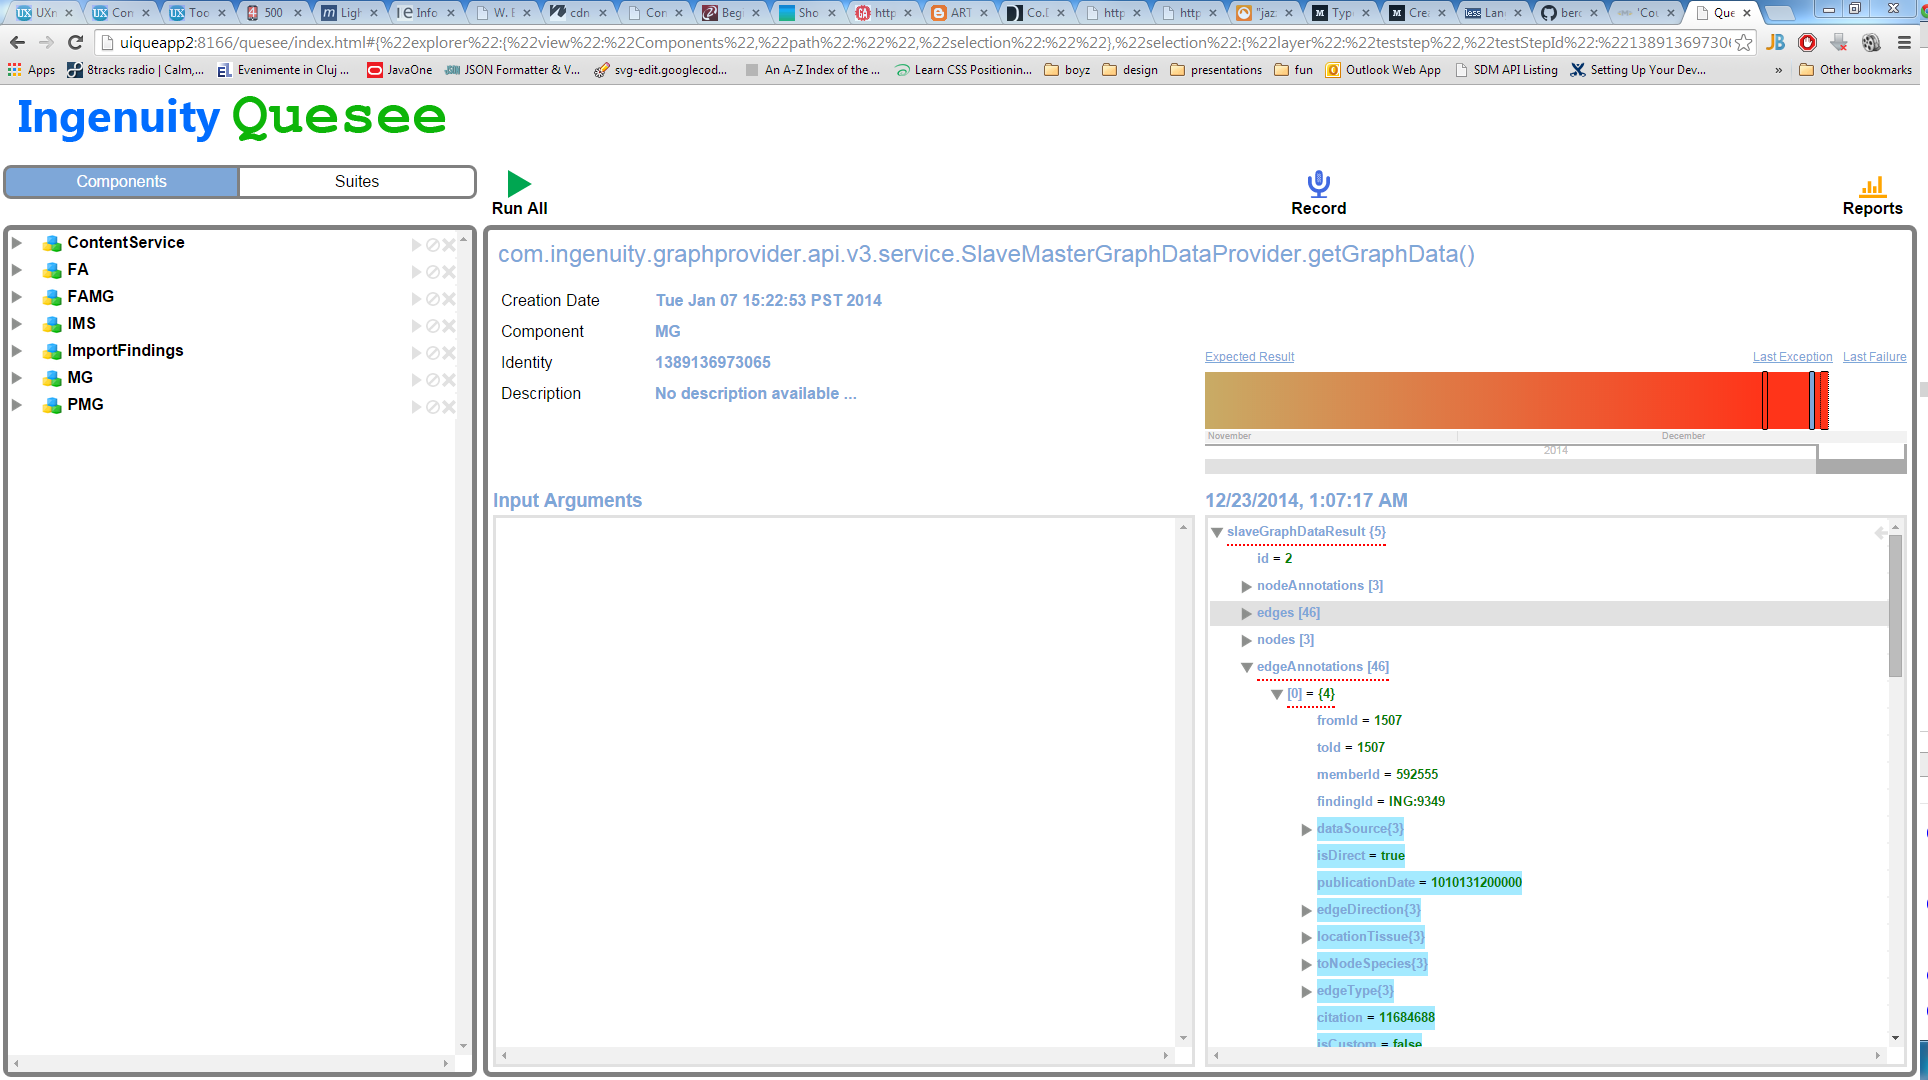 UXn
Con
Too
500
Ligh
Info
W. E
cdn
Con
Begi
Sho
http
ART
Co.I
http
http
"jaz
Type
Crea
Lan
berc
'Cou
Que
uiqueapp2:8166/quesee/index.html#{%22explorer%22:{%22view%22:%22Components%22,%22path%22:%22%22,%22selection%22:%22%22},%22selection%22:{%22layer%22:%22teststep%22,%22testStepId%22:%22138913697306
Apps
8tracks radio | Calm,...
Evenimente in Cluj ...
JavaOne
JSON Formatter & V...
svg-edit.googlecod...
An A-Z Index of the ...
Learn CSS Positionin...
boyz
design
presentations
fun
Outlook Web App
SDM API Listing
Setting Up Your Dev...
»
Other bookmarks
Ingenuity Quesee
Components
Suites
Run All
Record
Reports
ContentService
FA
FAMG
IMS
ImportFindings
MG
PMG
com.ingenuity.graphprovider.api.v3.service.SlaveMasterGraphDataProvider.getGraphData()
Creation Date Tue Jan 07 15:22:53 PST 2014
Component MG
Identity 1389136973065
Description No description available ...
Expected Result
Last Exception
Last Failure
November
December
2014
Input Arguments
12/23/2014, 1:07:17 AM
slaveGraphDataResult {5}
id = 2
nodeAnnotations [3]
edges [46]
nodes [3]
edgeAnnotations [46]
[0] = {4}
fromId = 1507
toId = 1507
memberId = 592555
findingId = ING:9349
dataSource{3}
isDirect = true
publicationDate = 1010131200000
edgeDirection{3}
locationTissue{3}
toNodeSpecies{3}
edgeType{3}
citation = 11684688
isCustom = false